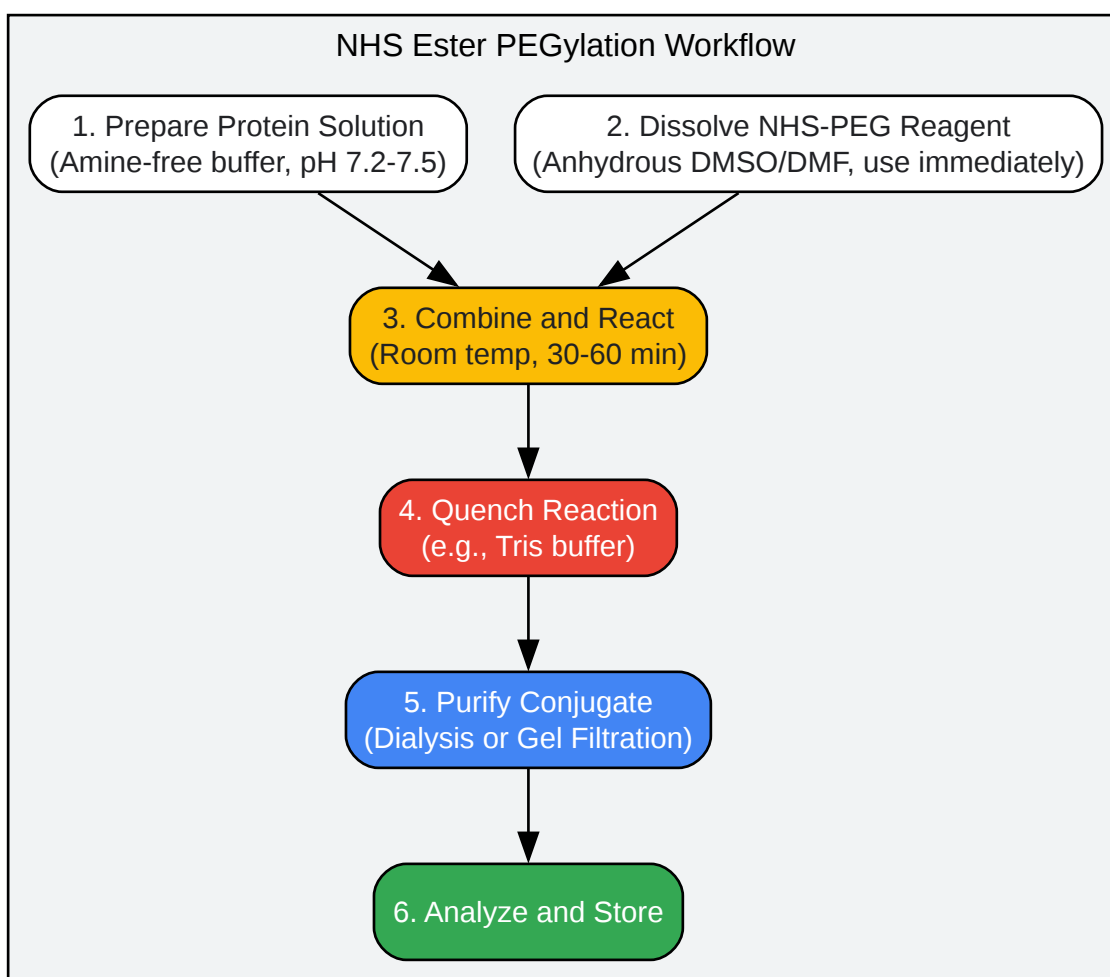 NHS Ester PEGylation Workflow
1. Prepare Protein Solution
(Amine-free buffer, pH 7.2-7.5)
2. Dissolve NHS-PEG Reagent
(Anhydrous DMSO/DMF, use immediately)
3. Combine and React
(Room temp, 30-60 min)
4. Quench Reaction
(e.g., Tris buffer)
5. Purify Conjugate
(Dialysis or Gel Filtration)
6. Analyze and Store